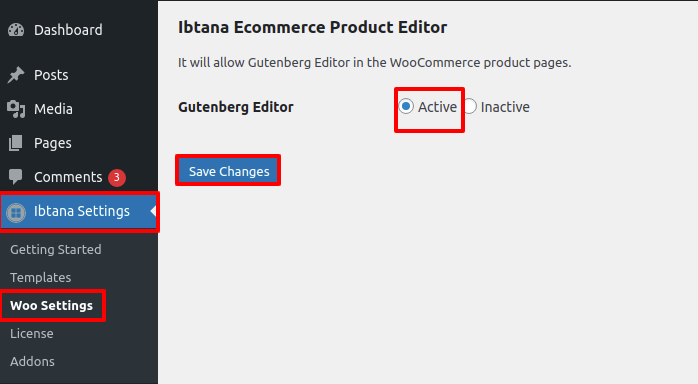 Dashboard
Posts
Media
Pages
Comments 3
Ibtana Settings
Getting Started
Templates
Woo Settings
License
Addons
Ibtana Ecommerce Product Editor
It will allow Gutenberg Editor in the WooCommerce product pages.
Gutenberg Editor Active Inactive
Save Changes